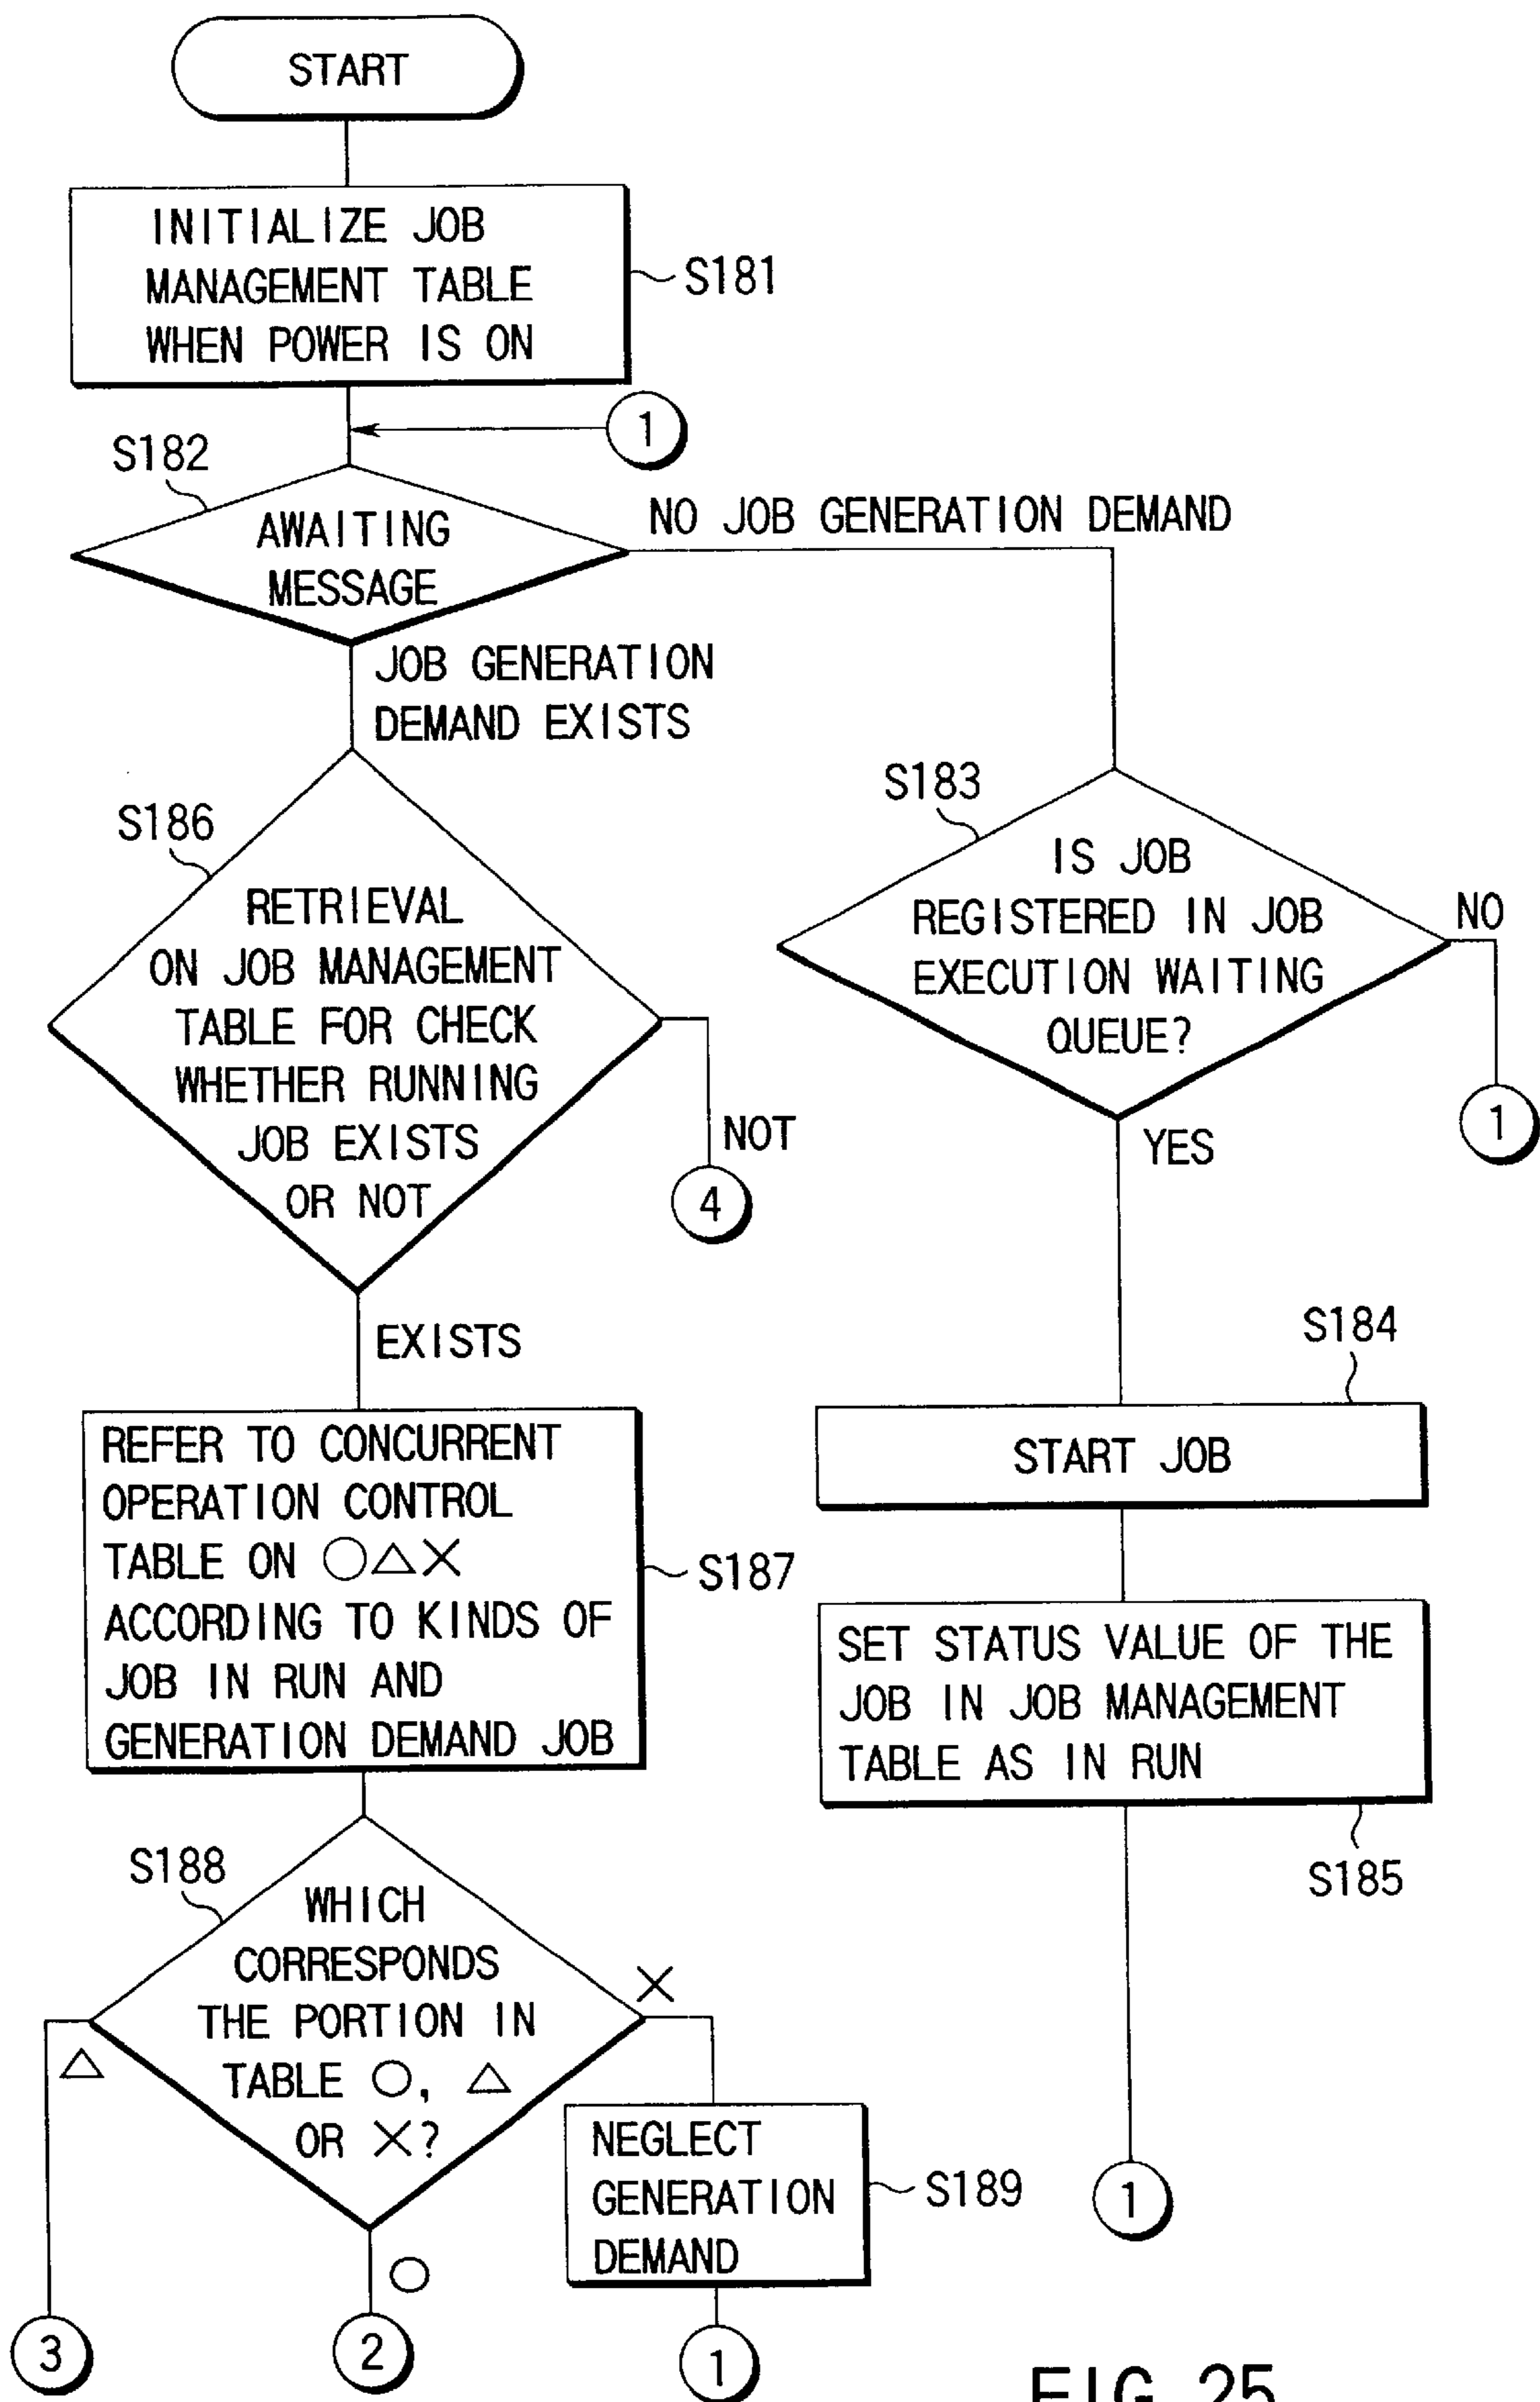 START
INITIALIZE JOB
MANAGEMENT TABLE
WHEN POWER IS ON
S181
1
S182
AWAITING
MESSAGE
NO JOB GENERATION DEMAND
JOB GENERATION
DEMAND EXISTS
S186
RETRIEVAL
ON JOB MANAGEMENT
TABLE FOR CHECK
WHETHER RUNNING
JOB EXISTS
OR NOT
NOT
4
S183
IS JOB
REGISTERED IN JOB
EXECUTION WAITING
QUEUE?
NO
1
YES
EXISTS
S184
START JOB
REFER TO CONCURRENT
OPERATION CONTROL
TABLE ON ○△×
ACCORDING TO KINDS OF
JOB IN RUN AND
GENERATION DEMAND JOB
S187
SET STATUS VALUE OF THE
JOB IN JOB MANAGEMENT
TABLE AS IN RUN
S185
S188
WHICH
CORRESPONDS
THE PORTION IN
TABLE ○, △
OR ×?
×
△
○
NEGLECT
GENERATION
DEMAND
S189
1
3
2
1
FIG. 25